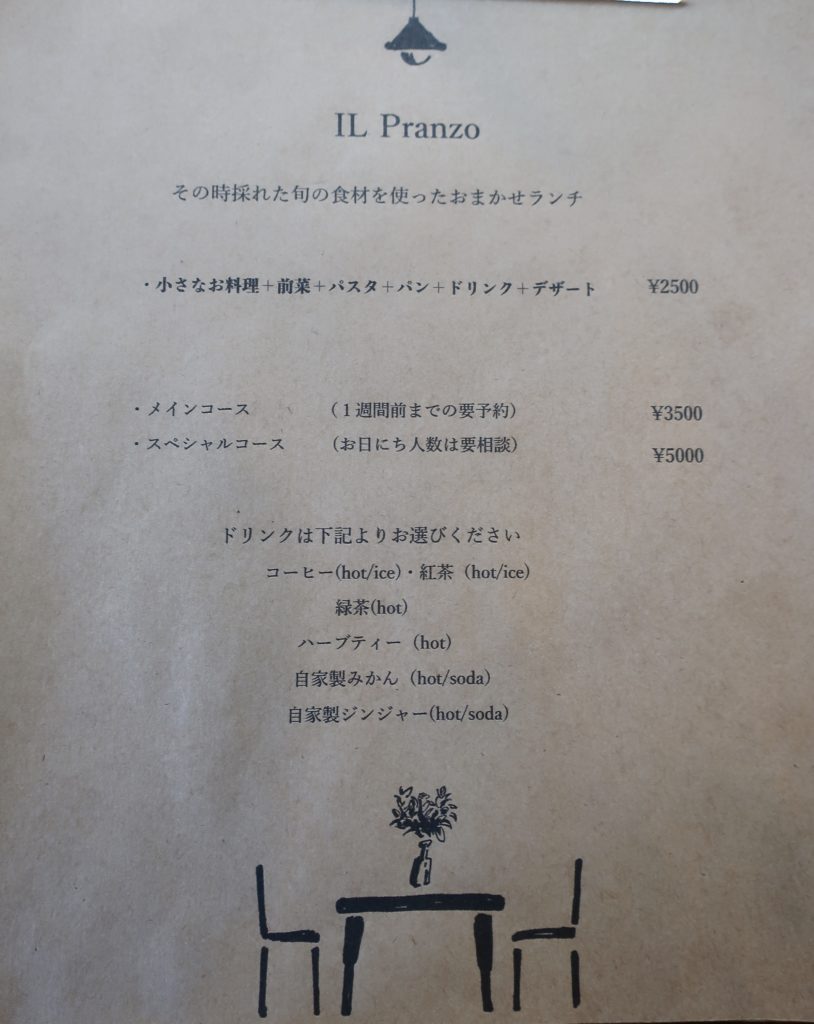 IL Pranzo
その時採れた旬の食材を使ったおまかせランチ
・小さなお料理＋前菜＋パスタ＋パン＋ドリンク＋デザート ¥2500
・メインコース （１週間前までの要予約） ¥3500
・スペシャルコース （お日にち人数は要相談） ¥5000
ドリンクは下記よりお選びください
コーヒー(hot/ice)・紅茶（hot/ice）
緑茶(hot)
ハーブティー（hot）
自家製みかん（hot/soda）
自家製ジンジャー(hot/soda)